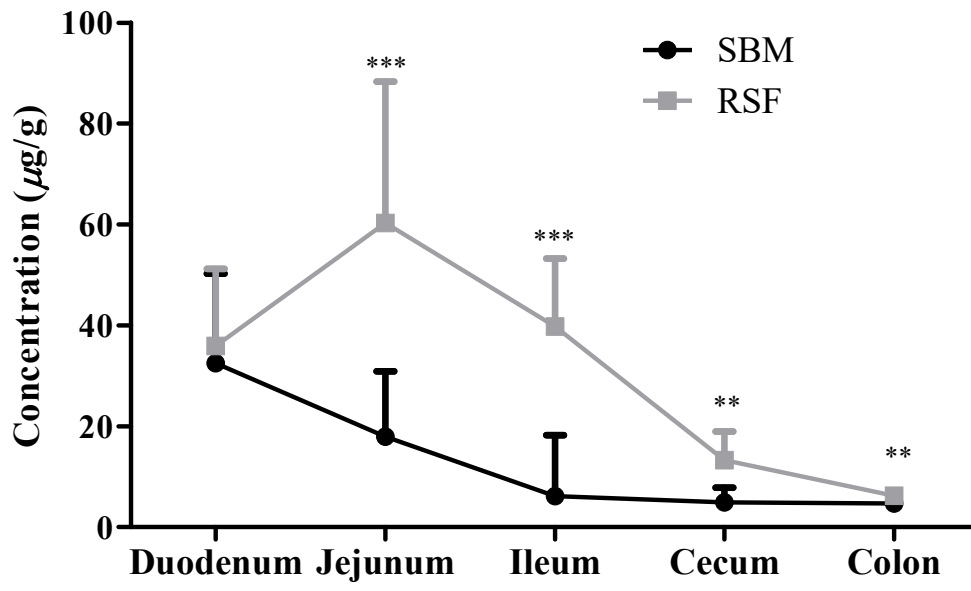 100
80
60
40
20
0
Concentration (µg/g)
***
***
**
**
SBM
RSF
Duodenum Jejunum Ileum Cecum Colon